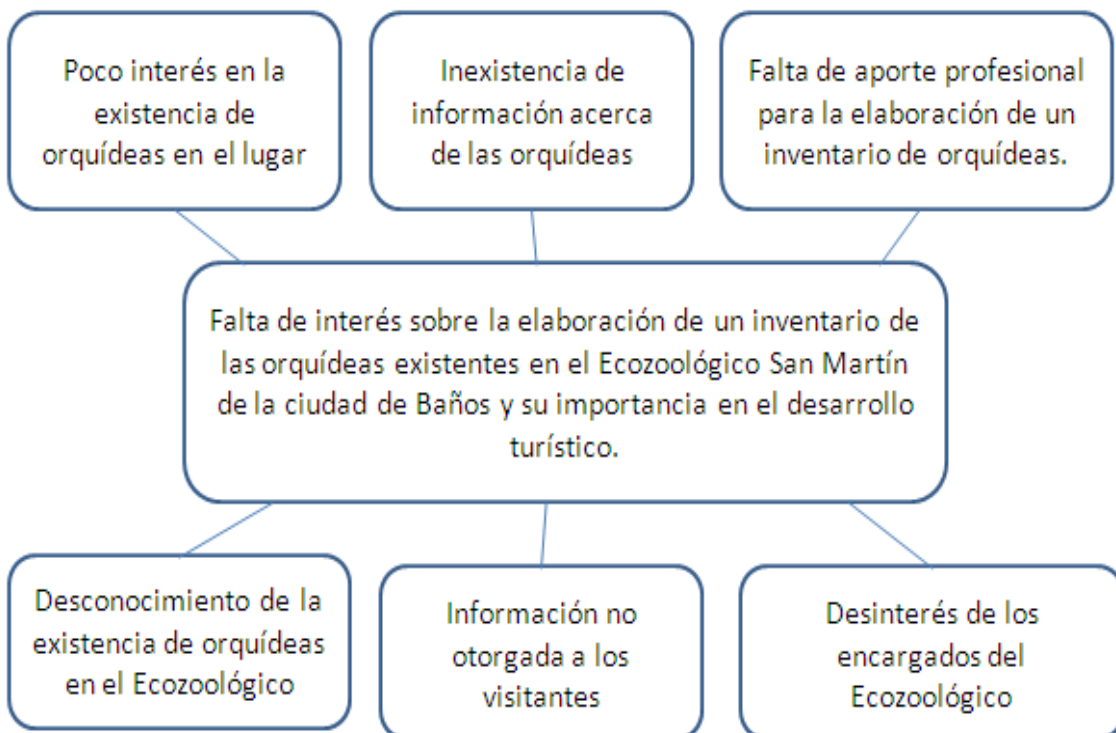 Poco interés en la
existencia de
orquídeas en el lugar
Inexistencia de
información acerca
de las orquídeas
Falta de aporte profesional
para la elaboración de un
inventario de orquídeas.
Falta de interés sobre la elaboración de un inventario de
las orquídeas existentes en el Ecozoológico San Martín
de la ciudad de Baños y su importancia en el desarrollo
turístico.
Desconocimiento de la
existencia de orquídeas
en el Ecozoológico
Información no
otorgada a los
visitantes
Desinterés de los
encargados del
Ecozoológico